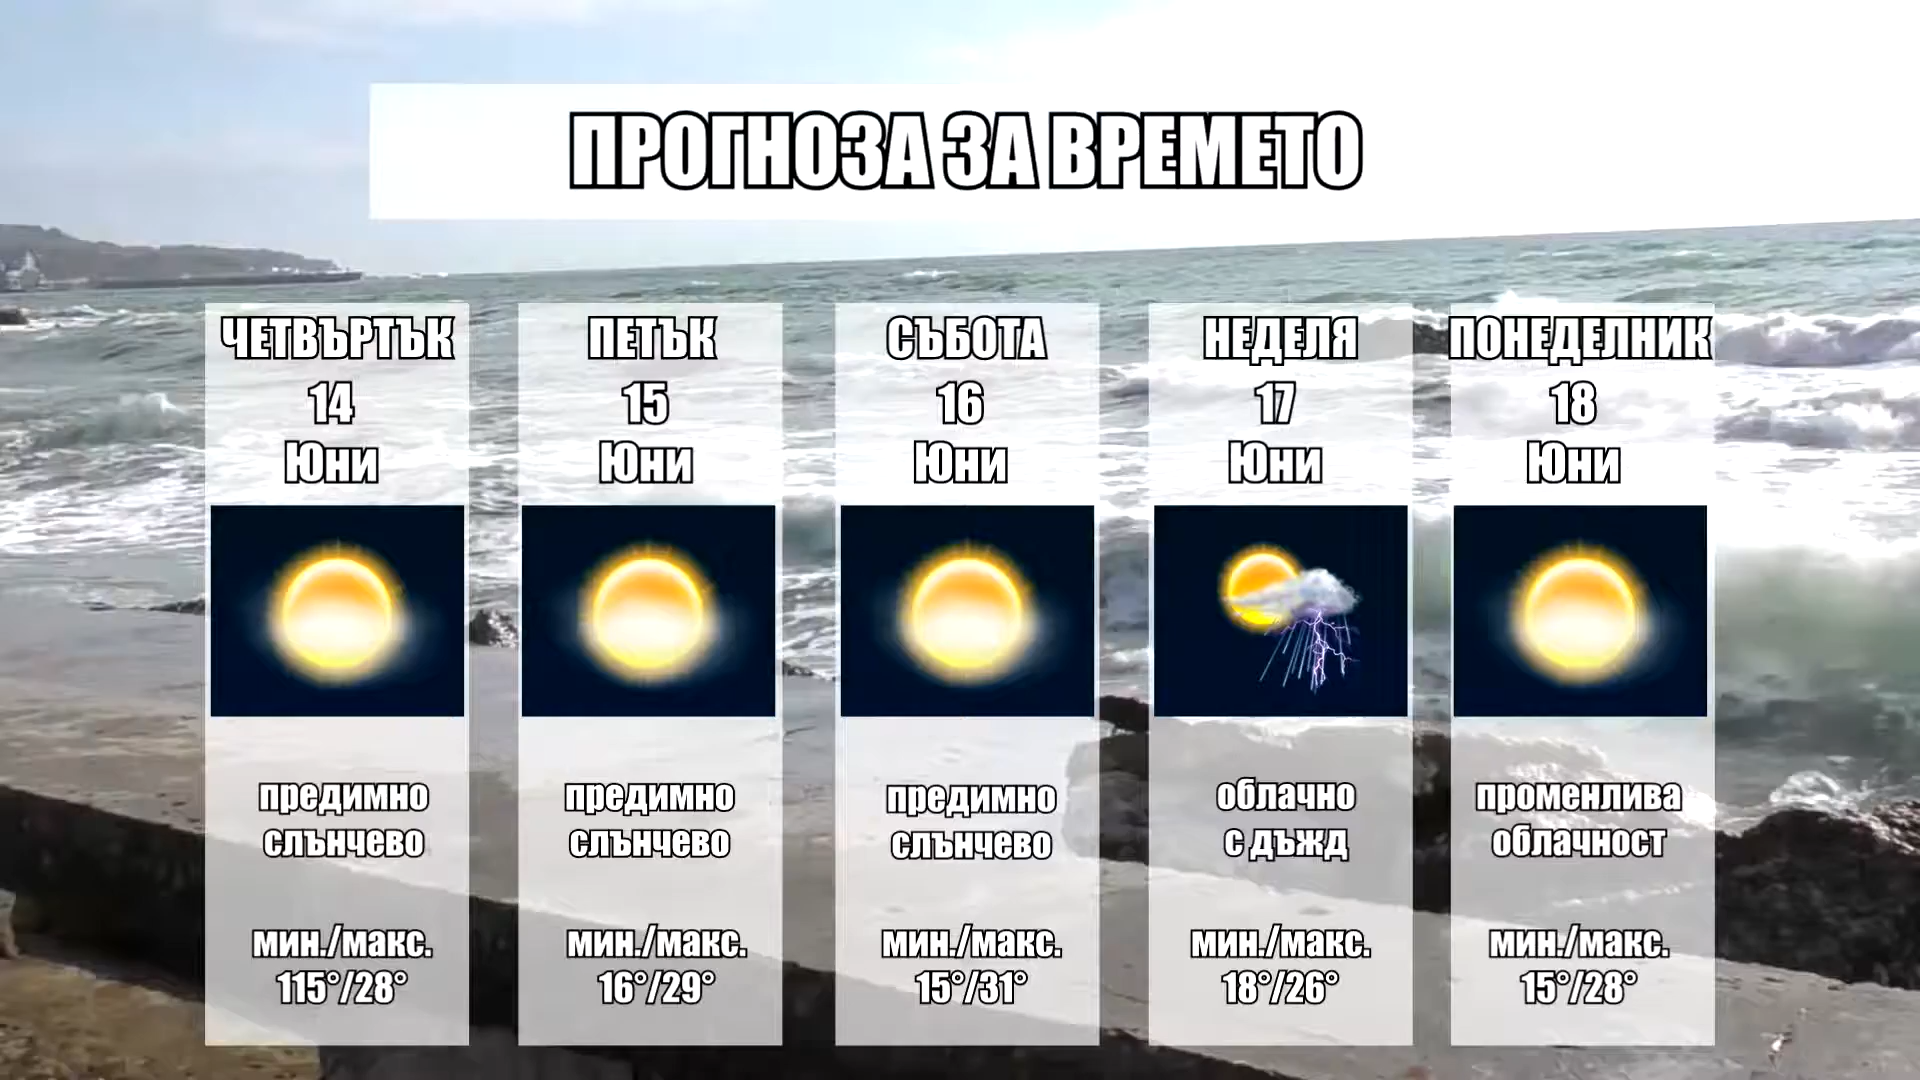 ПРОГНОЗА ЗА ВРЕМЕТО
ЧЕТВЪРТЪК
14
Юни
предимно
слънчево
мин./макс.
115°/28°
ПЕТЪК
15
Юни
предимно
слънчево
мин./макс.
16°/29°
СЪБОТА
16
Юни
предимно
слънчево
мин./макс.
15°/31°
НЕДЕЛЯ
17
Юни
облачно
с дъжд
мин./макс.
18°/26°
ПОНЕДЕЛНИК
18
Юни
променлива
облачност
мин./макс.
15°/28°